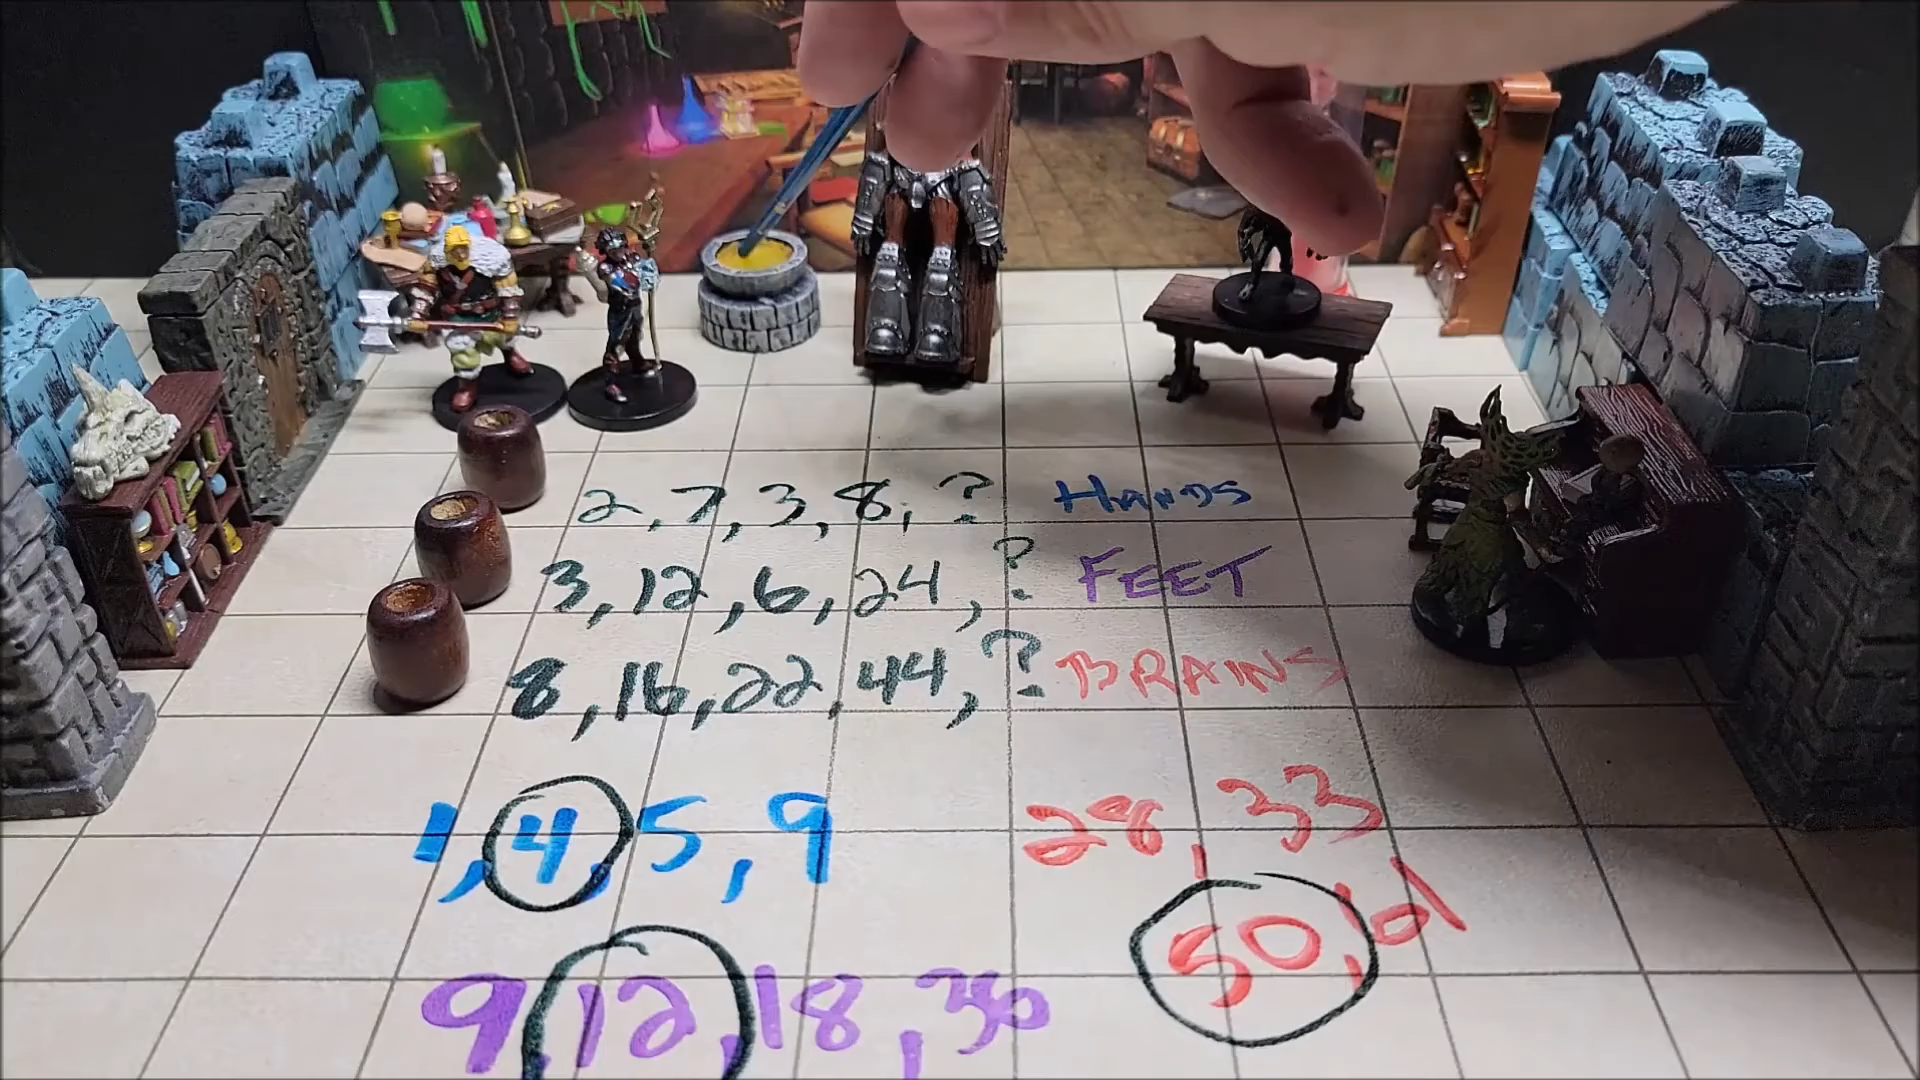 2, 7, 3, 8, ? HANDS
3, 12, 6, 24, ? FEET
8, 16, 22, 44, ? BRAINS
1, 4, 5, 9
28, 33
50, 61
9, 12, 18, 36